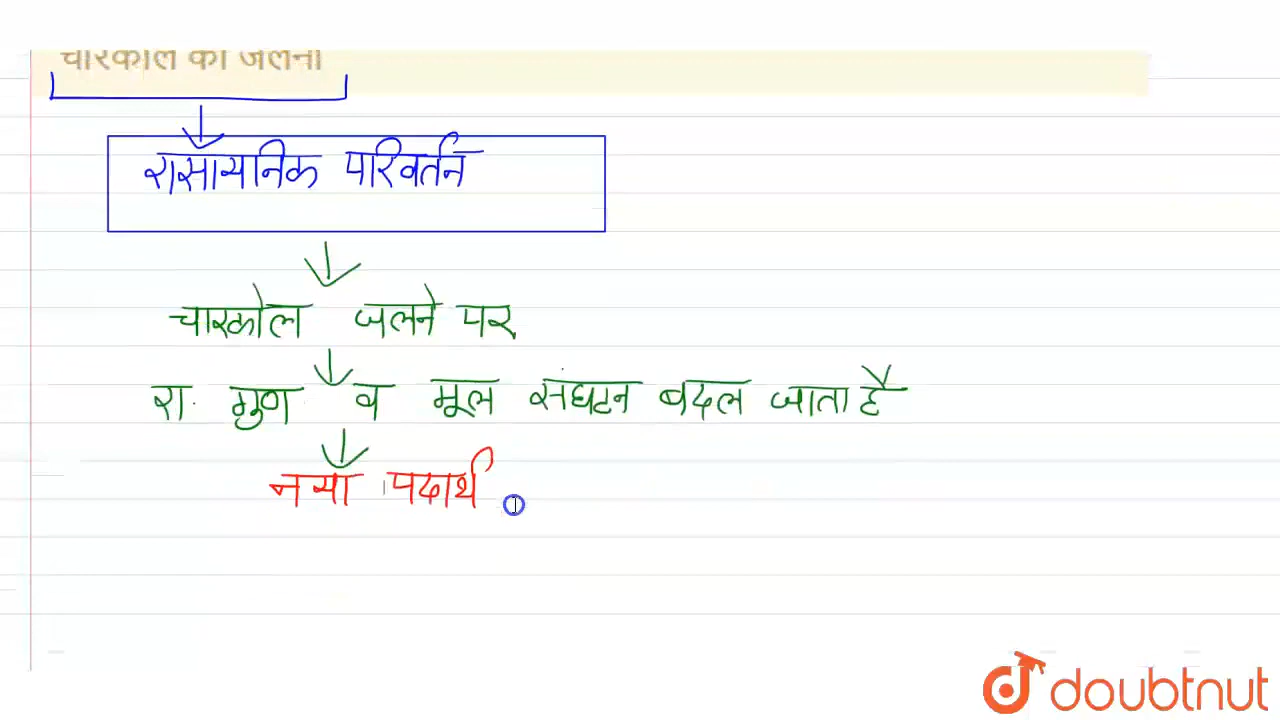 चारकोल का जलना
रासायनिक परिवर्तन
चारकोल जलने पर
रा. गुण व मूल संघटन बदल जाता है
नया पदार्थ
doubtnut